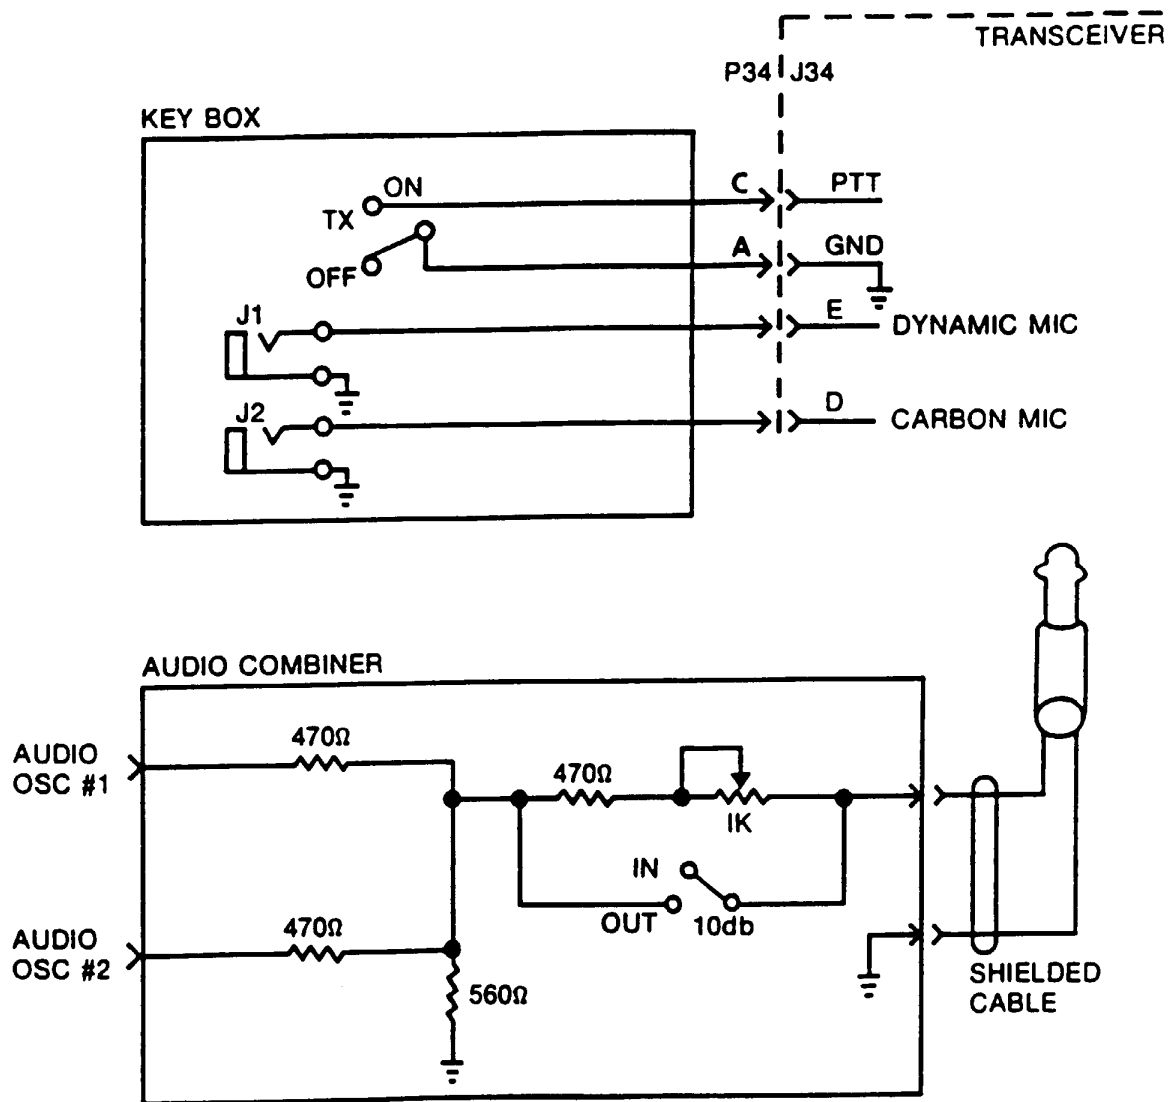 TRANSCEIVER
P34 J34
KEY BOX
ON
TX
OFF
C PTT
A GND
J1
E DYNAMIC MIC
J2
D CARBON MIC
AUDIO COMBINER
AUDIO
OSC #1
470Ω
470Ω
1K
IN
OUT
10db
AUDIO
OSC #2
470Ω
560Ω
SHIELDED
CABLE